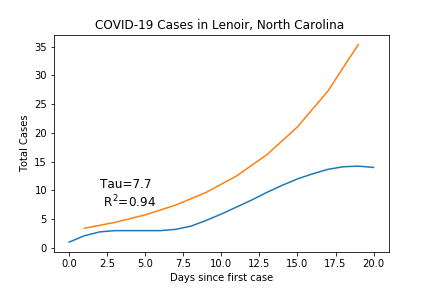 COVID-19 Cases in Lenoir, North Carolina
35
30
25
20
15
10
5
0
Total Cases
Tau=7.7
R²=0.94
0.0 2.5 5.0 7.5 10.0 12.5 15.0 17.5 20.0
Days since first case